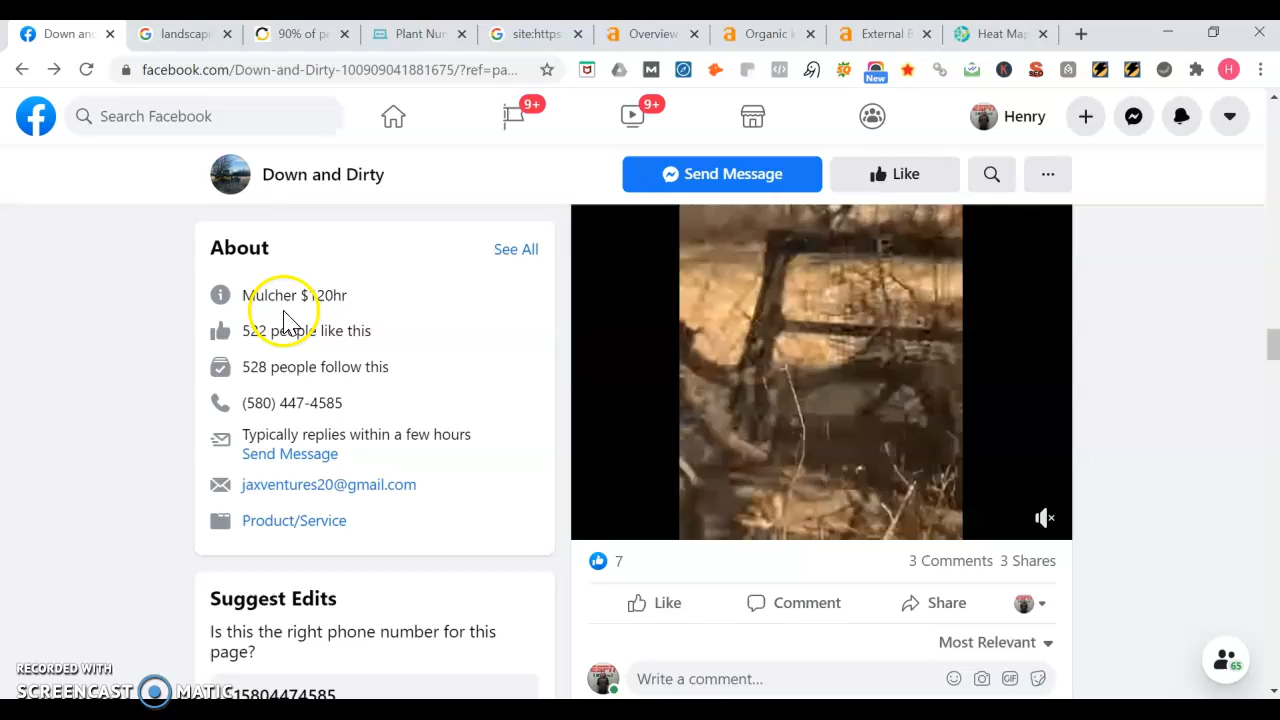 Down an
landscapi
90% of pe
Plant Nur
site:https
Overview
Organic k
External B
Heat Map
facebook.com/Down-and-Dirty-100909041881675/?ref=pa...
New
H
Search Facebook
9+
9+
Henry
Down and Dirty
Send Message
Like
About
See All
Mulcher $120hr
522 people like this
528 people follow this
(580) 447-4585
Typically replies within a few hours
Send Message
jaxventures20@gmail.com
Product/Service
7
3 Comments 3 Shares
Like
Comment
Share
Most Relevant
Write a comment...
GIF
Suggest Edits
Is this the right phone number for this
page?
15804474585
65
RECORDED WITH
SCREENCAST MATIC